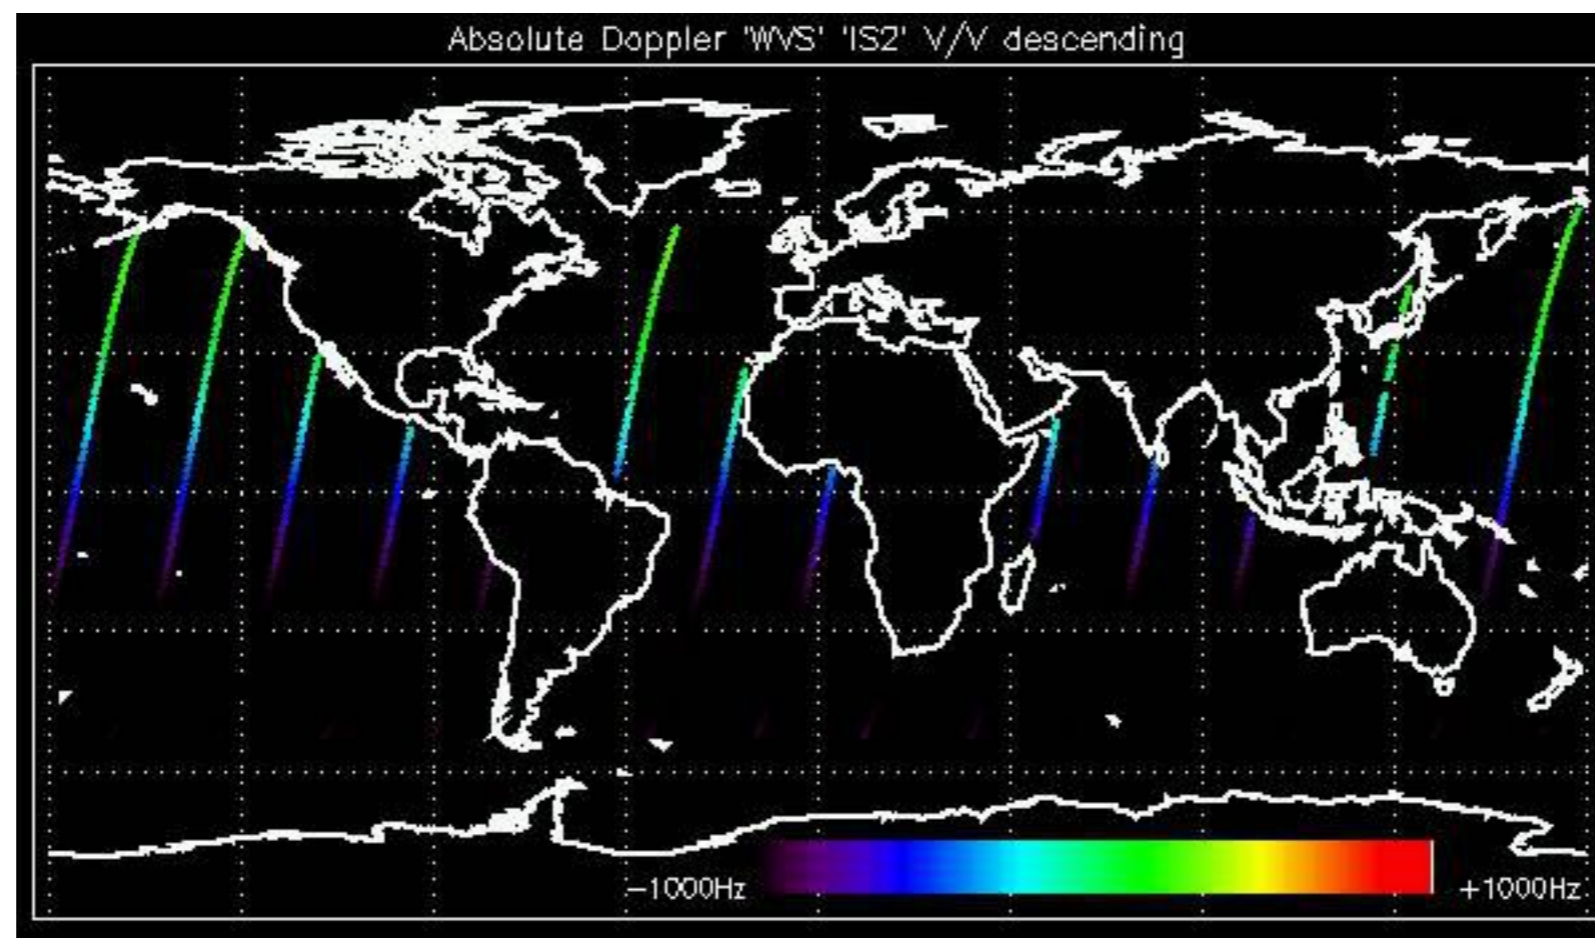 Absolute Doppler 'WVS' 'IS2' V/V descending
-1000Hz +1000Hz